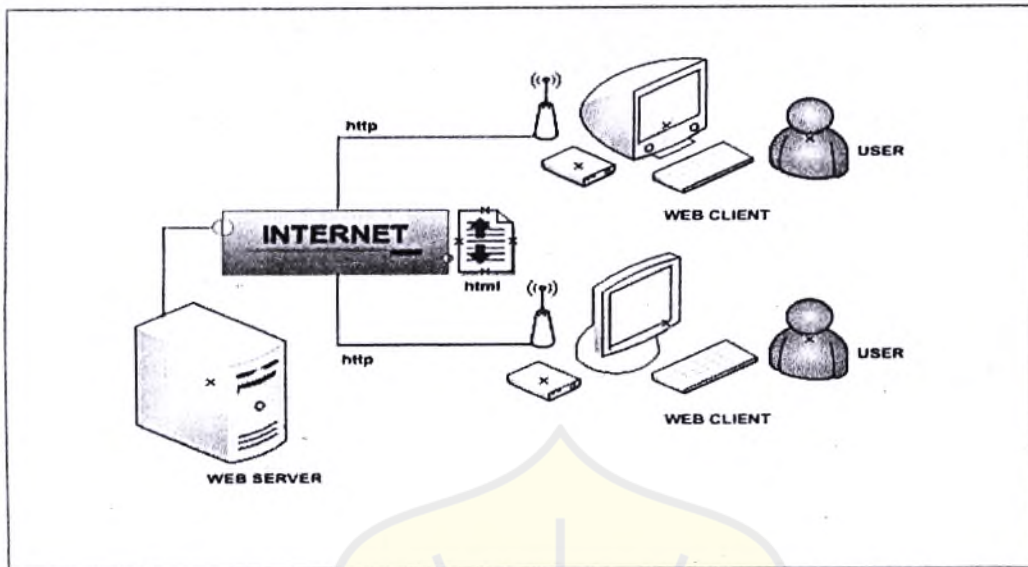 http
USER
WEB CLIENT
INTERNET
html
http
USER
WEB CLIENT
WEB SERVER